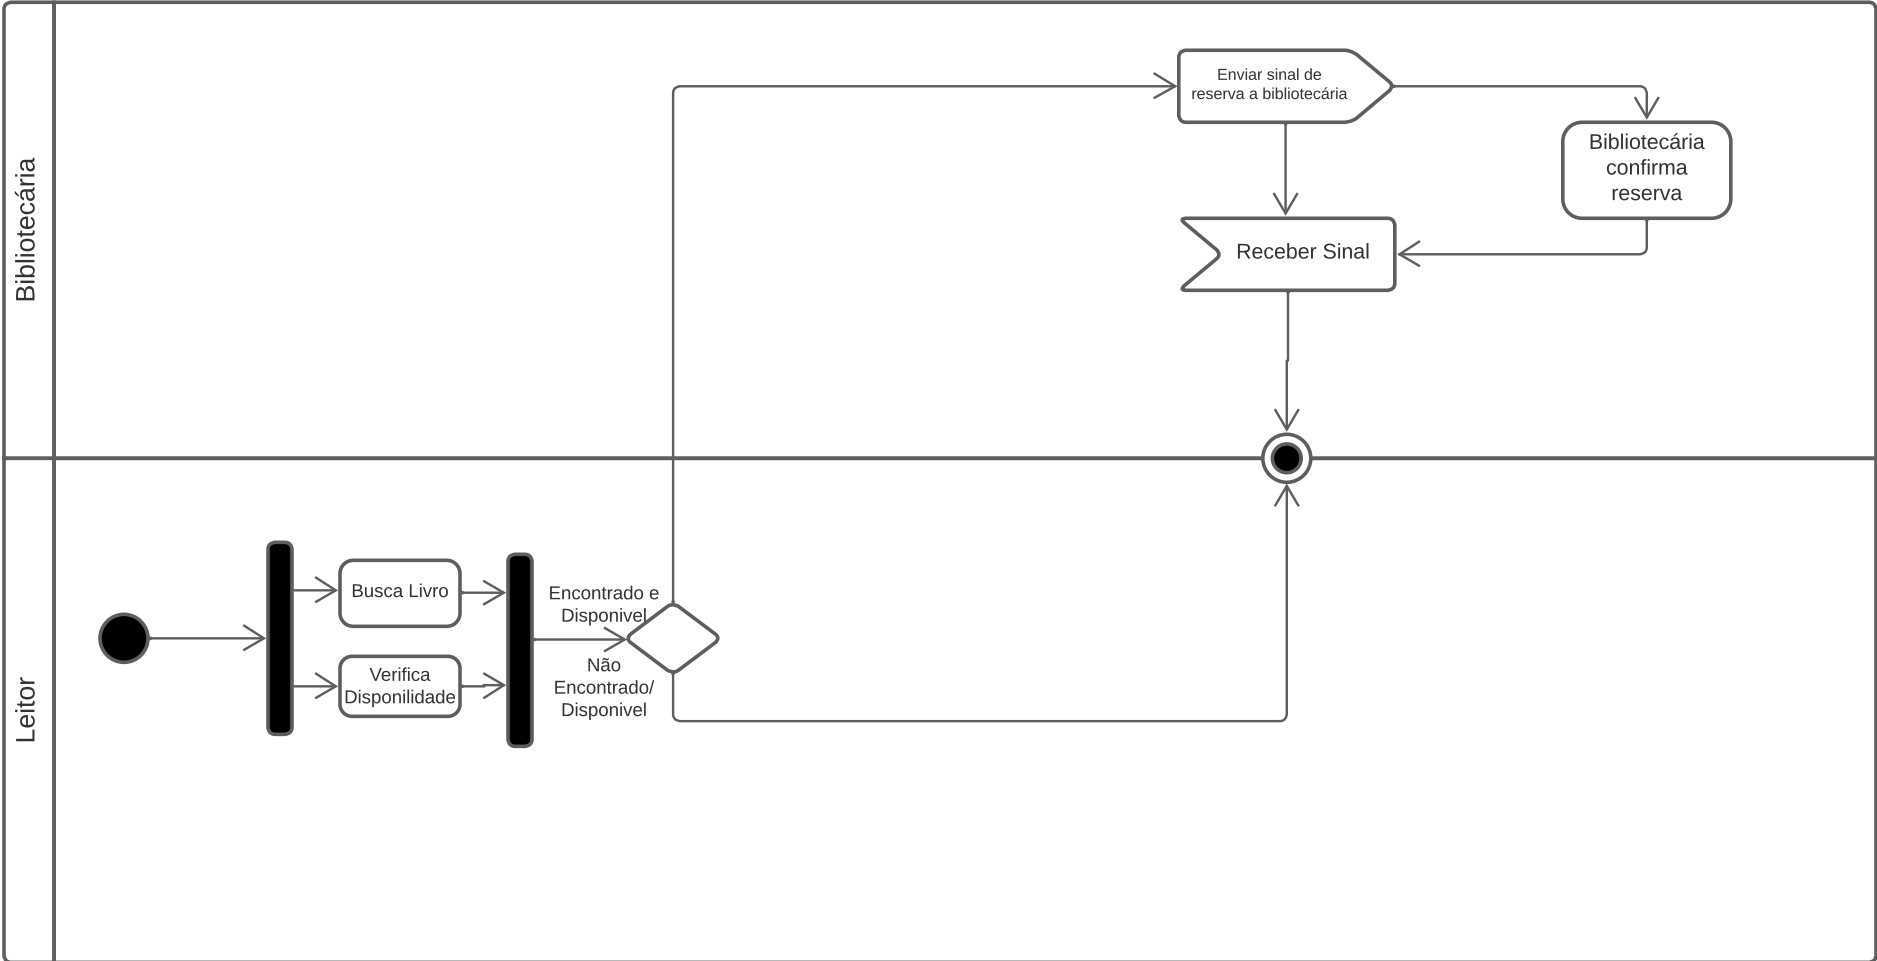 Bibliotecária
Enviar sinal de
reserva a bibliotecária
Bibliotecária
confirma
reserva
Receber Sinal
Leitor
Busca Livro
Verifica
Disponilidade
Encontrado e
Disponivel
Não
Encontrado/
Disponivel